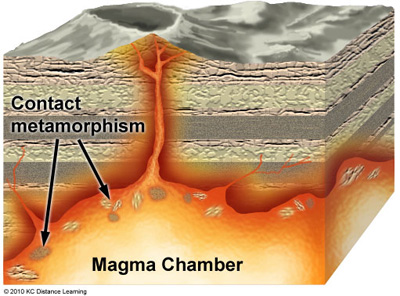 Contact
metamorphism
Magma Chamber
© 2010 KC Distance Learning